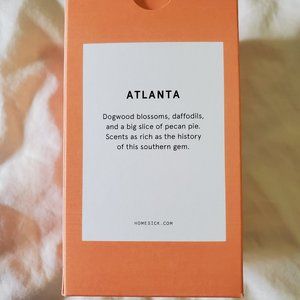 ATLANTA
Dogwood blossoms, daffodils,
and a big slice of pecan pie.
Scents as rich as the history
of this southern gem.
HOMESICK.COM